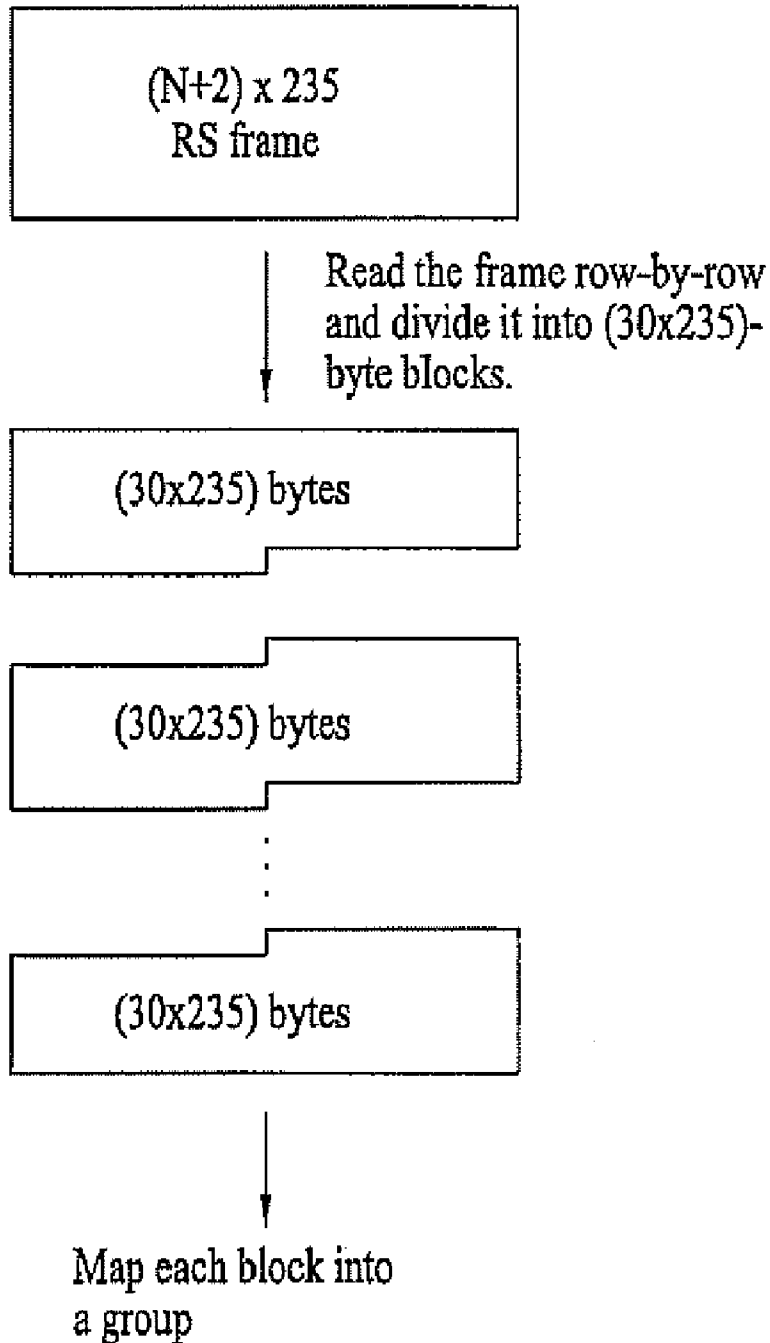 (N+2) x 235
RS frame
Read the frame row-by-row
and divide it into (30x235)-
byte blocks.
(30x235) bytes
(30x235) bytes
(30x235) bytes
Map each block into
a group